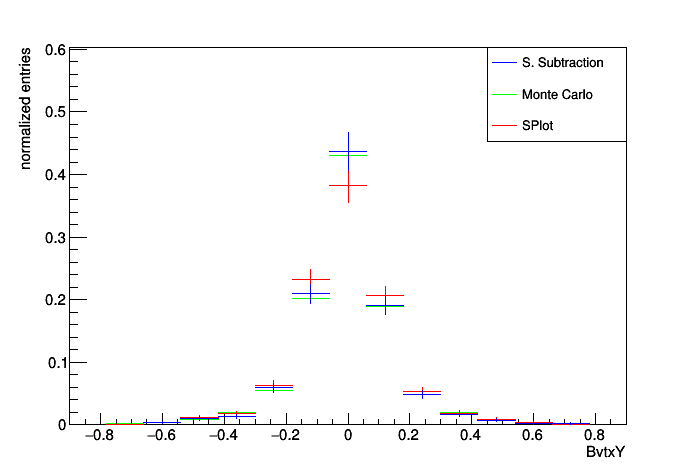 normalized entries
0.6
0.5
0.4
0.3
0.2
0.1
0
−0.8 −0.6 −0.4 −0.2 0 0.2 0.4 0.6 0.8
BvtxY
S. Subtraction
Monte Carlo
SPlot